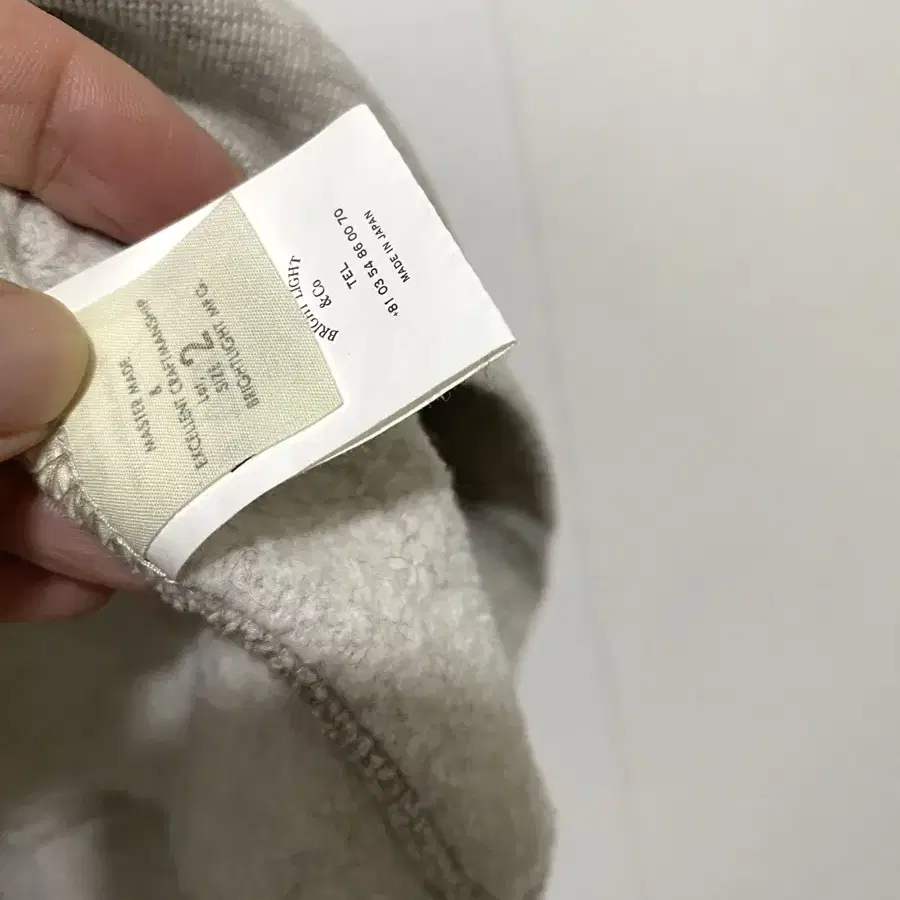 MASTER MADE
&
EXCELLENT CRAFTMANSHIP
Lot.
SIZE 2
BRIGHTLIGHT MFG.
BRIGHT LIGHT
& Co
TEL
+81 03 54 86 00 70
MADE IN JAPAN